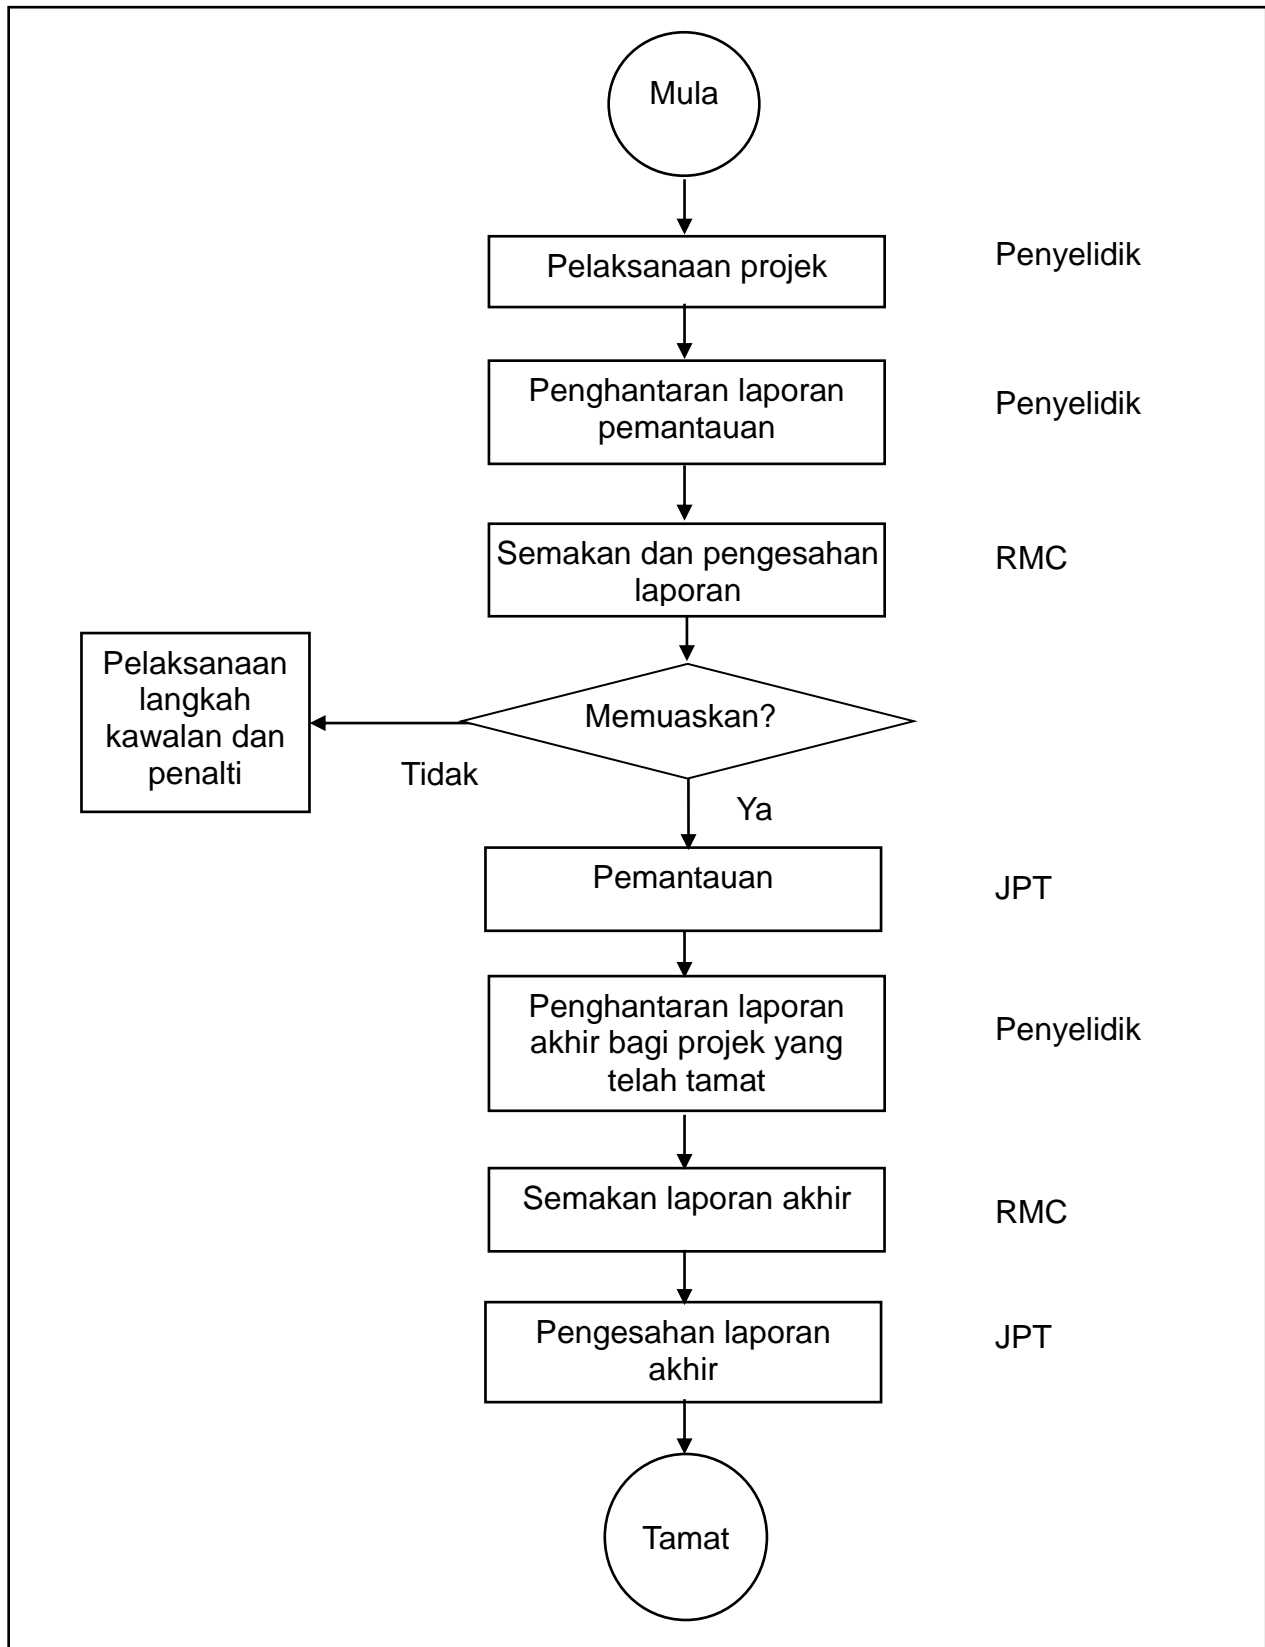 Mula
Pelaksanaan projek
Penyelidik
Penghantaran laporan
pemantauan
Penyelidik
Semakan dan pengesahan
laporan
RMC
Pelaksanaan
langkah
kawalan dan
penalti
Memuaskan?
Tidak
Ya
Pemantauan
JPT
Penghantaran laporan
akhir bagi projek yang
telah tamat
Penyelidik
Semakan laporan akhir
RMC
Pengesahan laporan
akhir
JPT
Tamat